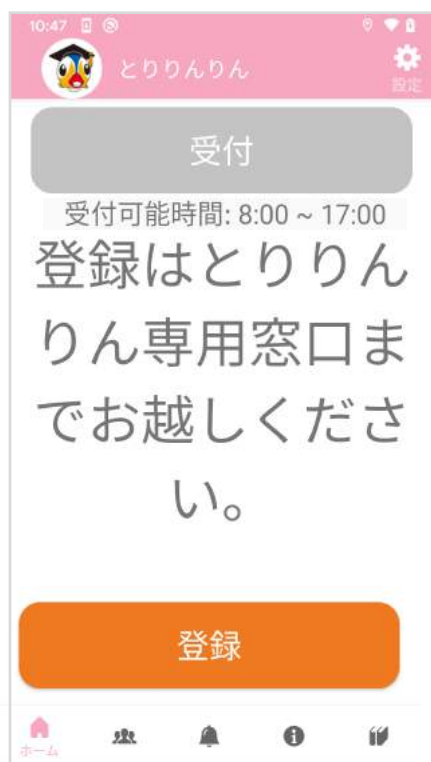 10:47
とりりんりん
設定
受付
受付可能時間: 8:00 ~ 17:00
登録はとりりん
りん専用窓口ま
でお越しくださ
い。
登録
ホーム